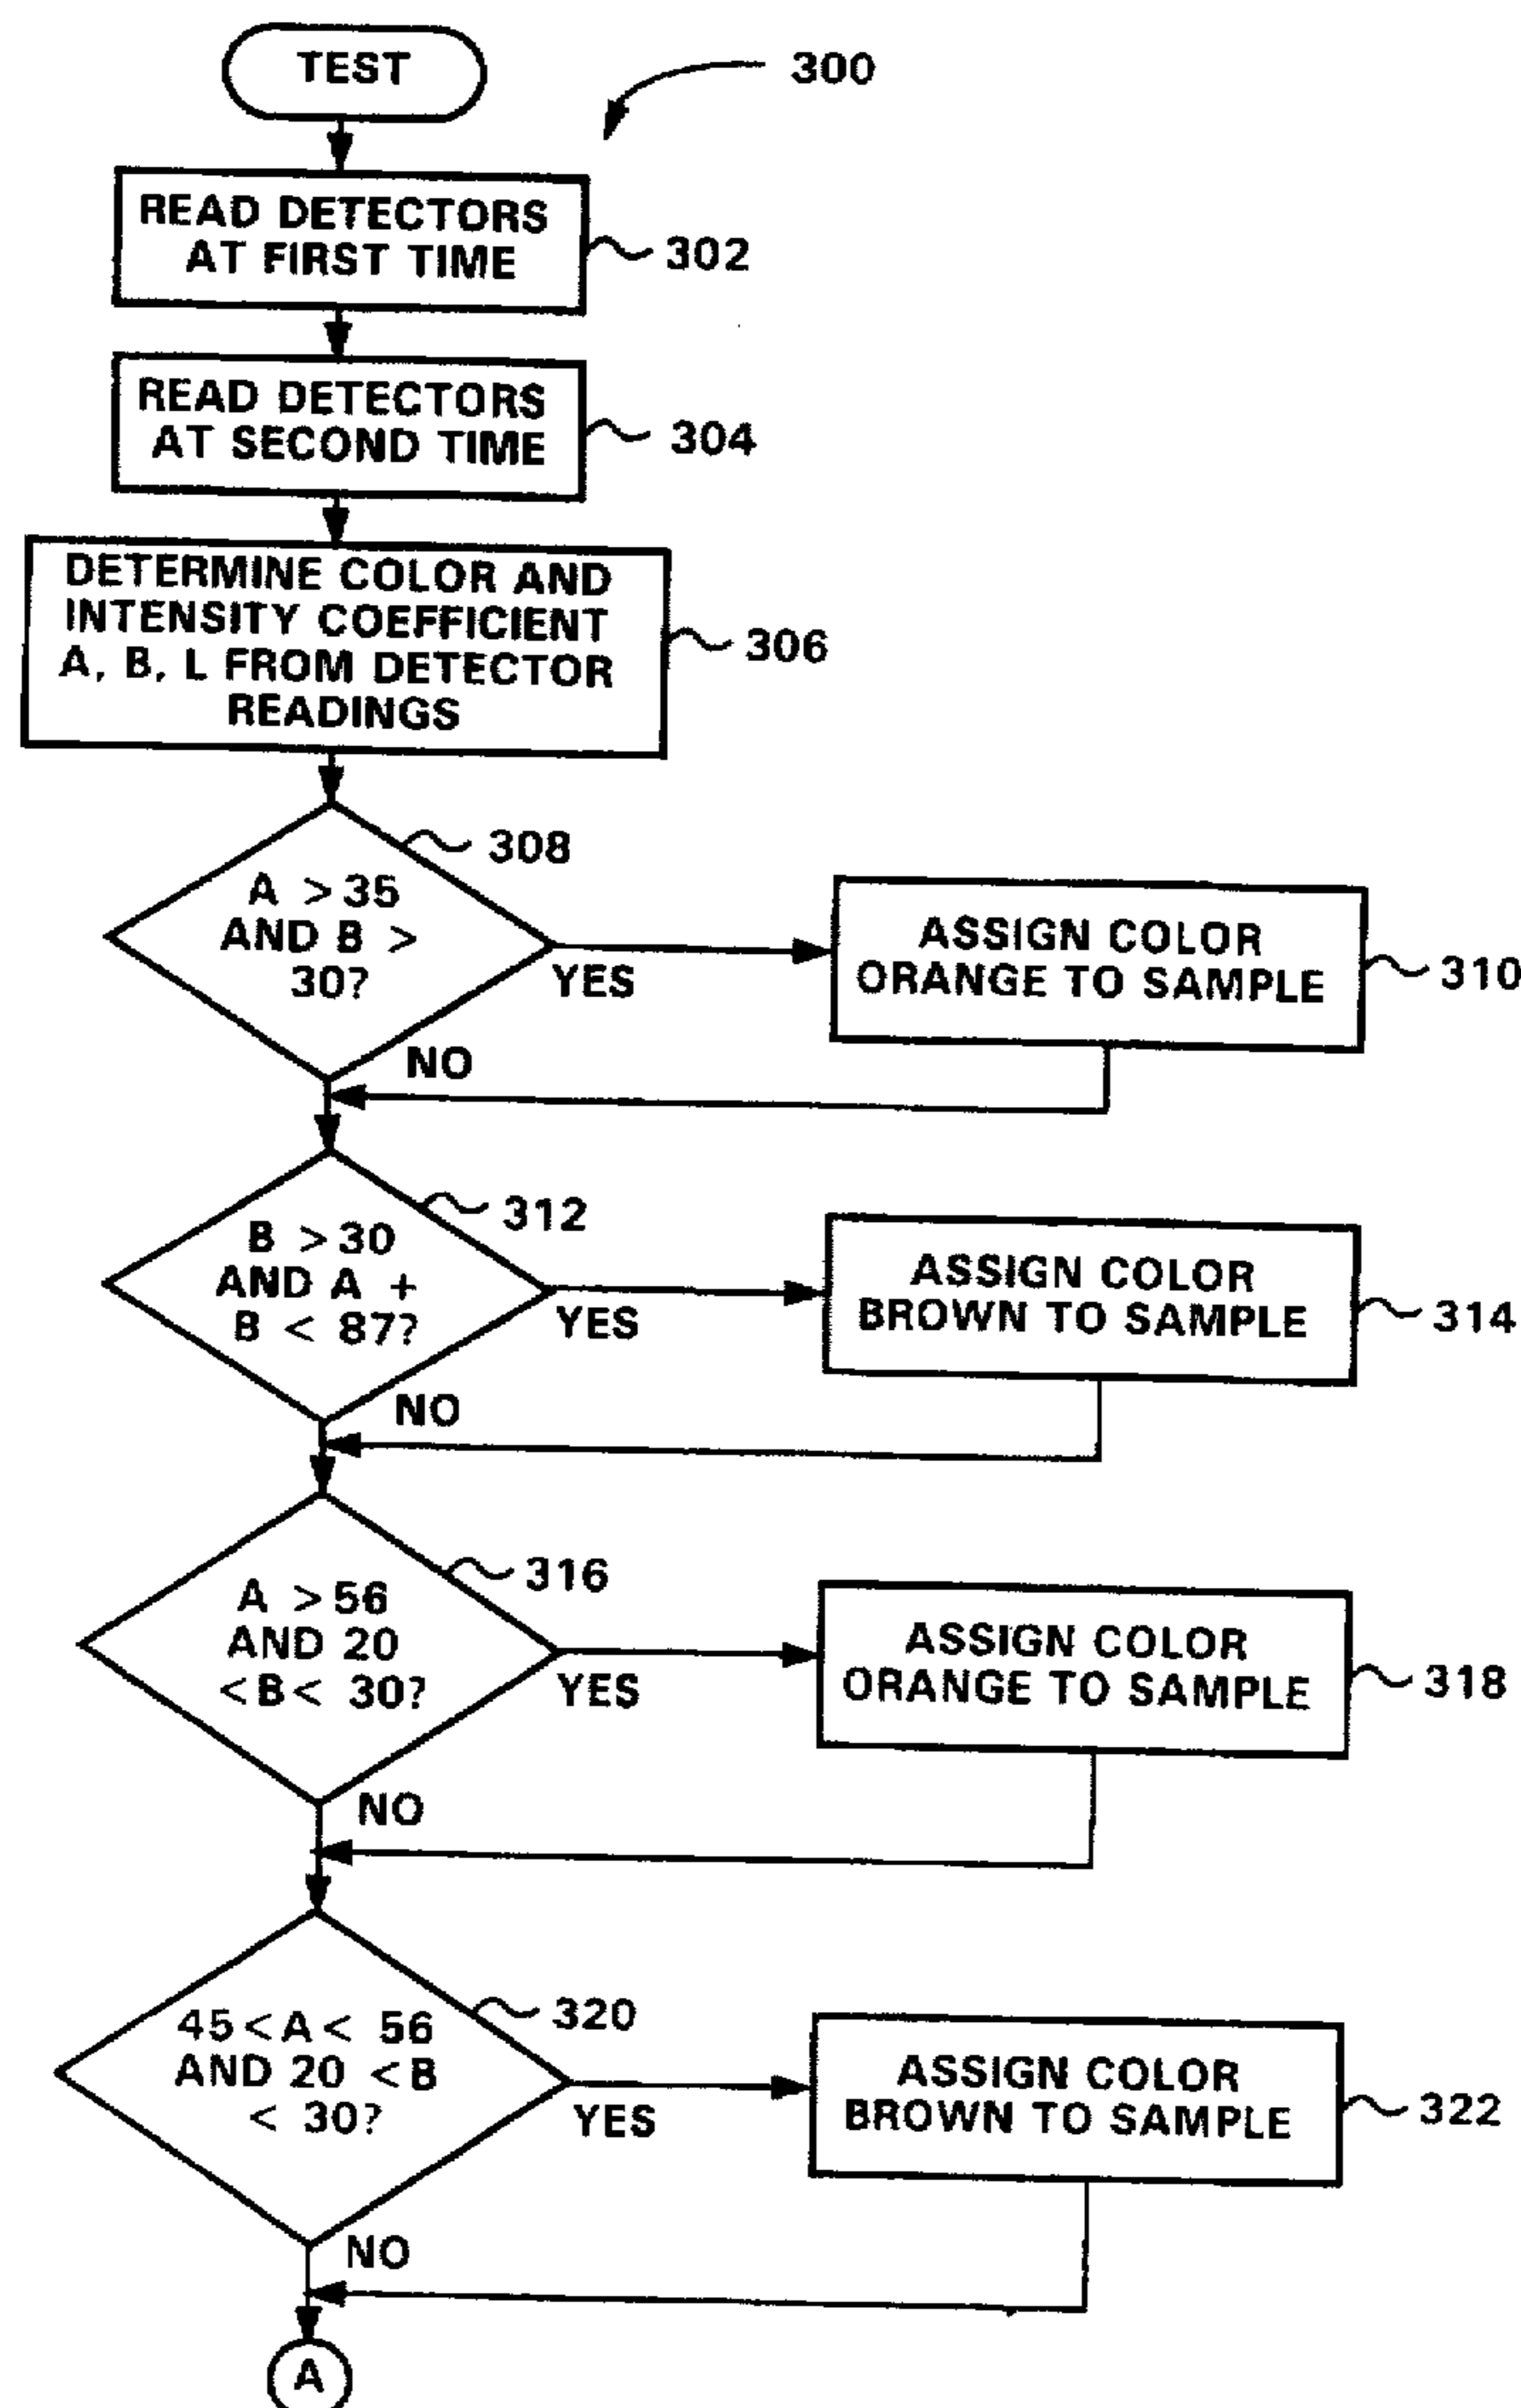 TEST
300
READ DETECTORS
AT FIRST TIME
302
READ DETECTORS
AT SECOND TIME
304
DETERMINE COLOR AND
INTENSITY COEFFICIENT
A, B, L FROM DETECTOR
READINGS
306
308
A >35
AND B >
30?
YES
NO
ASSIGN COLOR
ORANGE TO SAMPLE
310
312
B >30
AND A +
B < 87?
YES
NO
ASSIGN COLOR
BROWN TO SAMPLE
314
316
A >56
AND 20
<B< 30?
YES
NO
ASSIGN COLOR
ORANGE TO SAMPLE
318
320
45<A< 56
AND 20 <B
< 30?
YES
NO
ASSIGN COLOR
BROWN TO SAMPLE
322
A